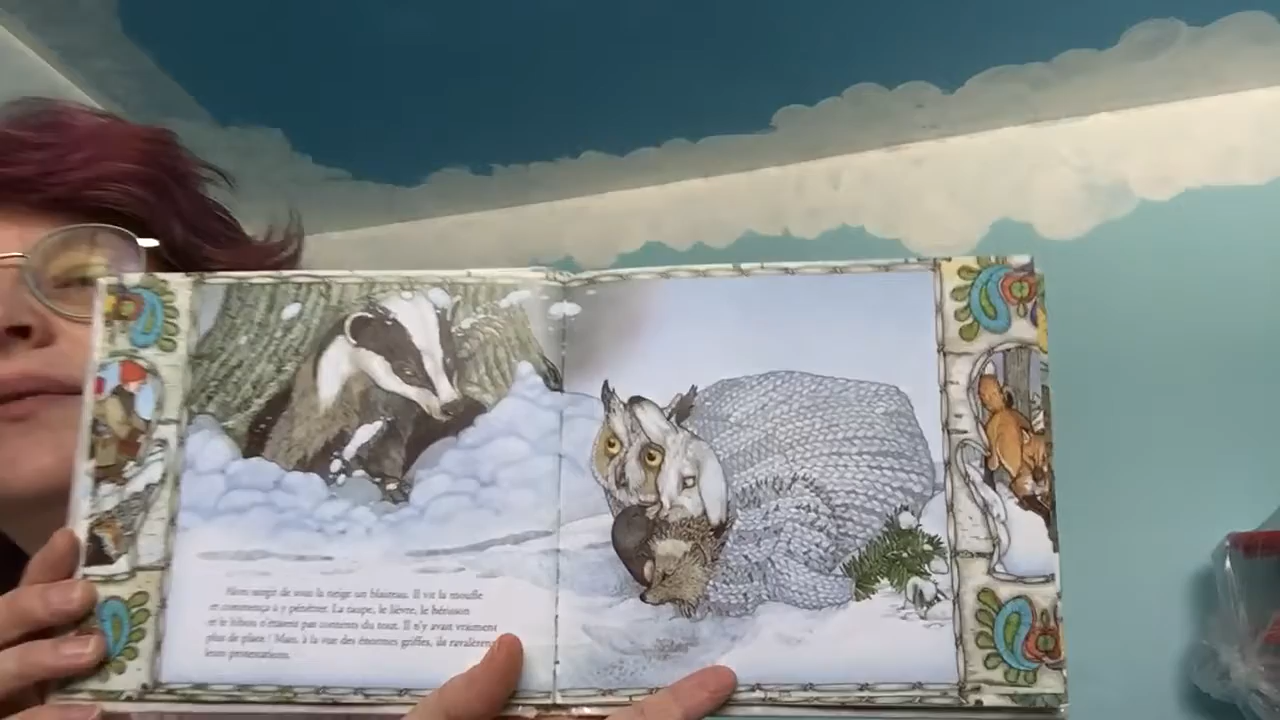 Alors surgit de sous la neige un blaireau. Il vit la moufle
et commença à y pénétrer. La taupe, le lièvre, le hérisson
et le hibou n'étaient pas contents du tout. Il n'y avait vraiment
plus de place ! Mais, à la vue des énormes griffes, ils ravalèrent
leurs protestations.